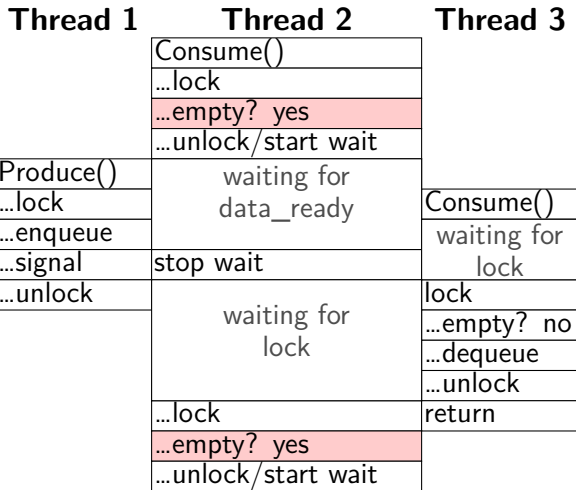 Thread 1 Thread 2 Thread 3
Consume()
…lock
…empty? yes
…unlock/start wait
Produce() waiting for
data_ready
…lock Consume()
…enqueue waiting for
lock
…signal stop wait
…unlock waiting for
lock
lock
…empty? no
…dequeue
…unlock
…lock return
…empty? yes
…unlock/start wait